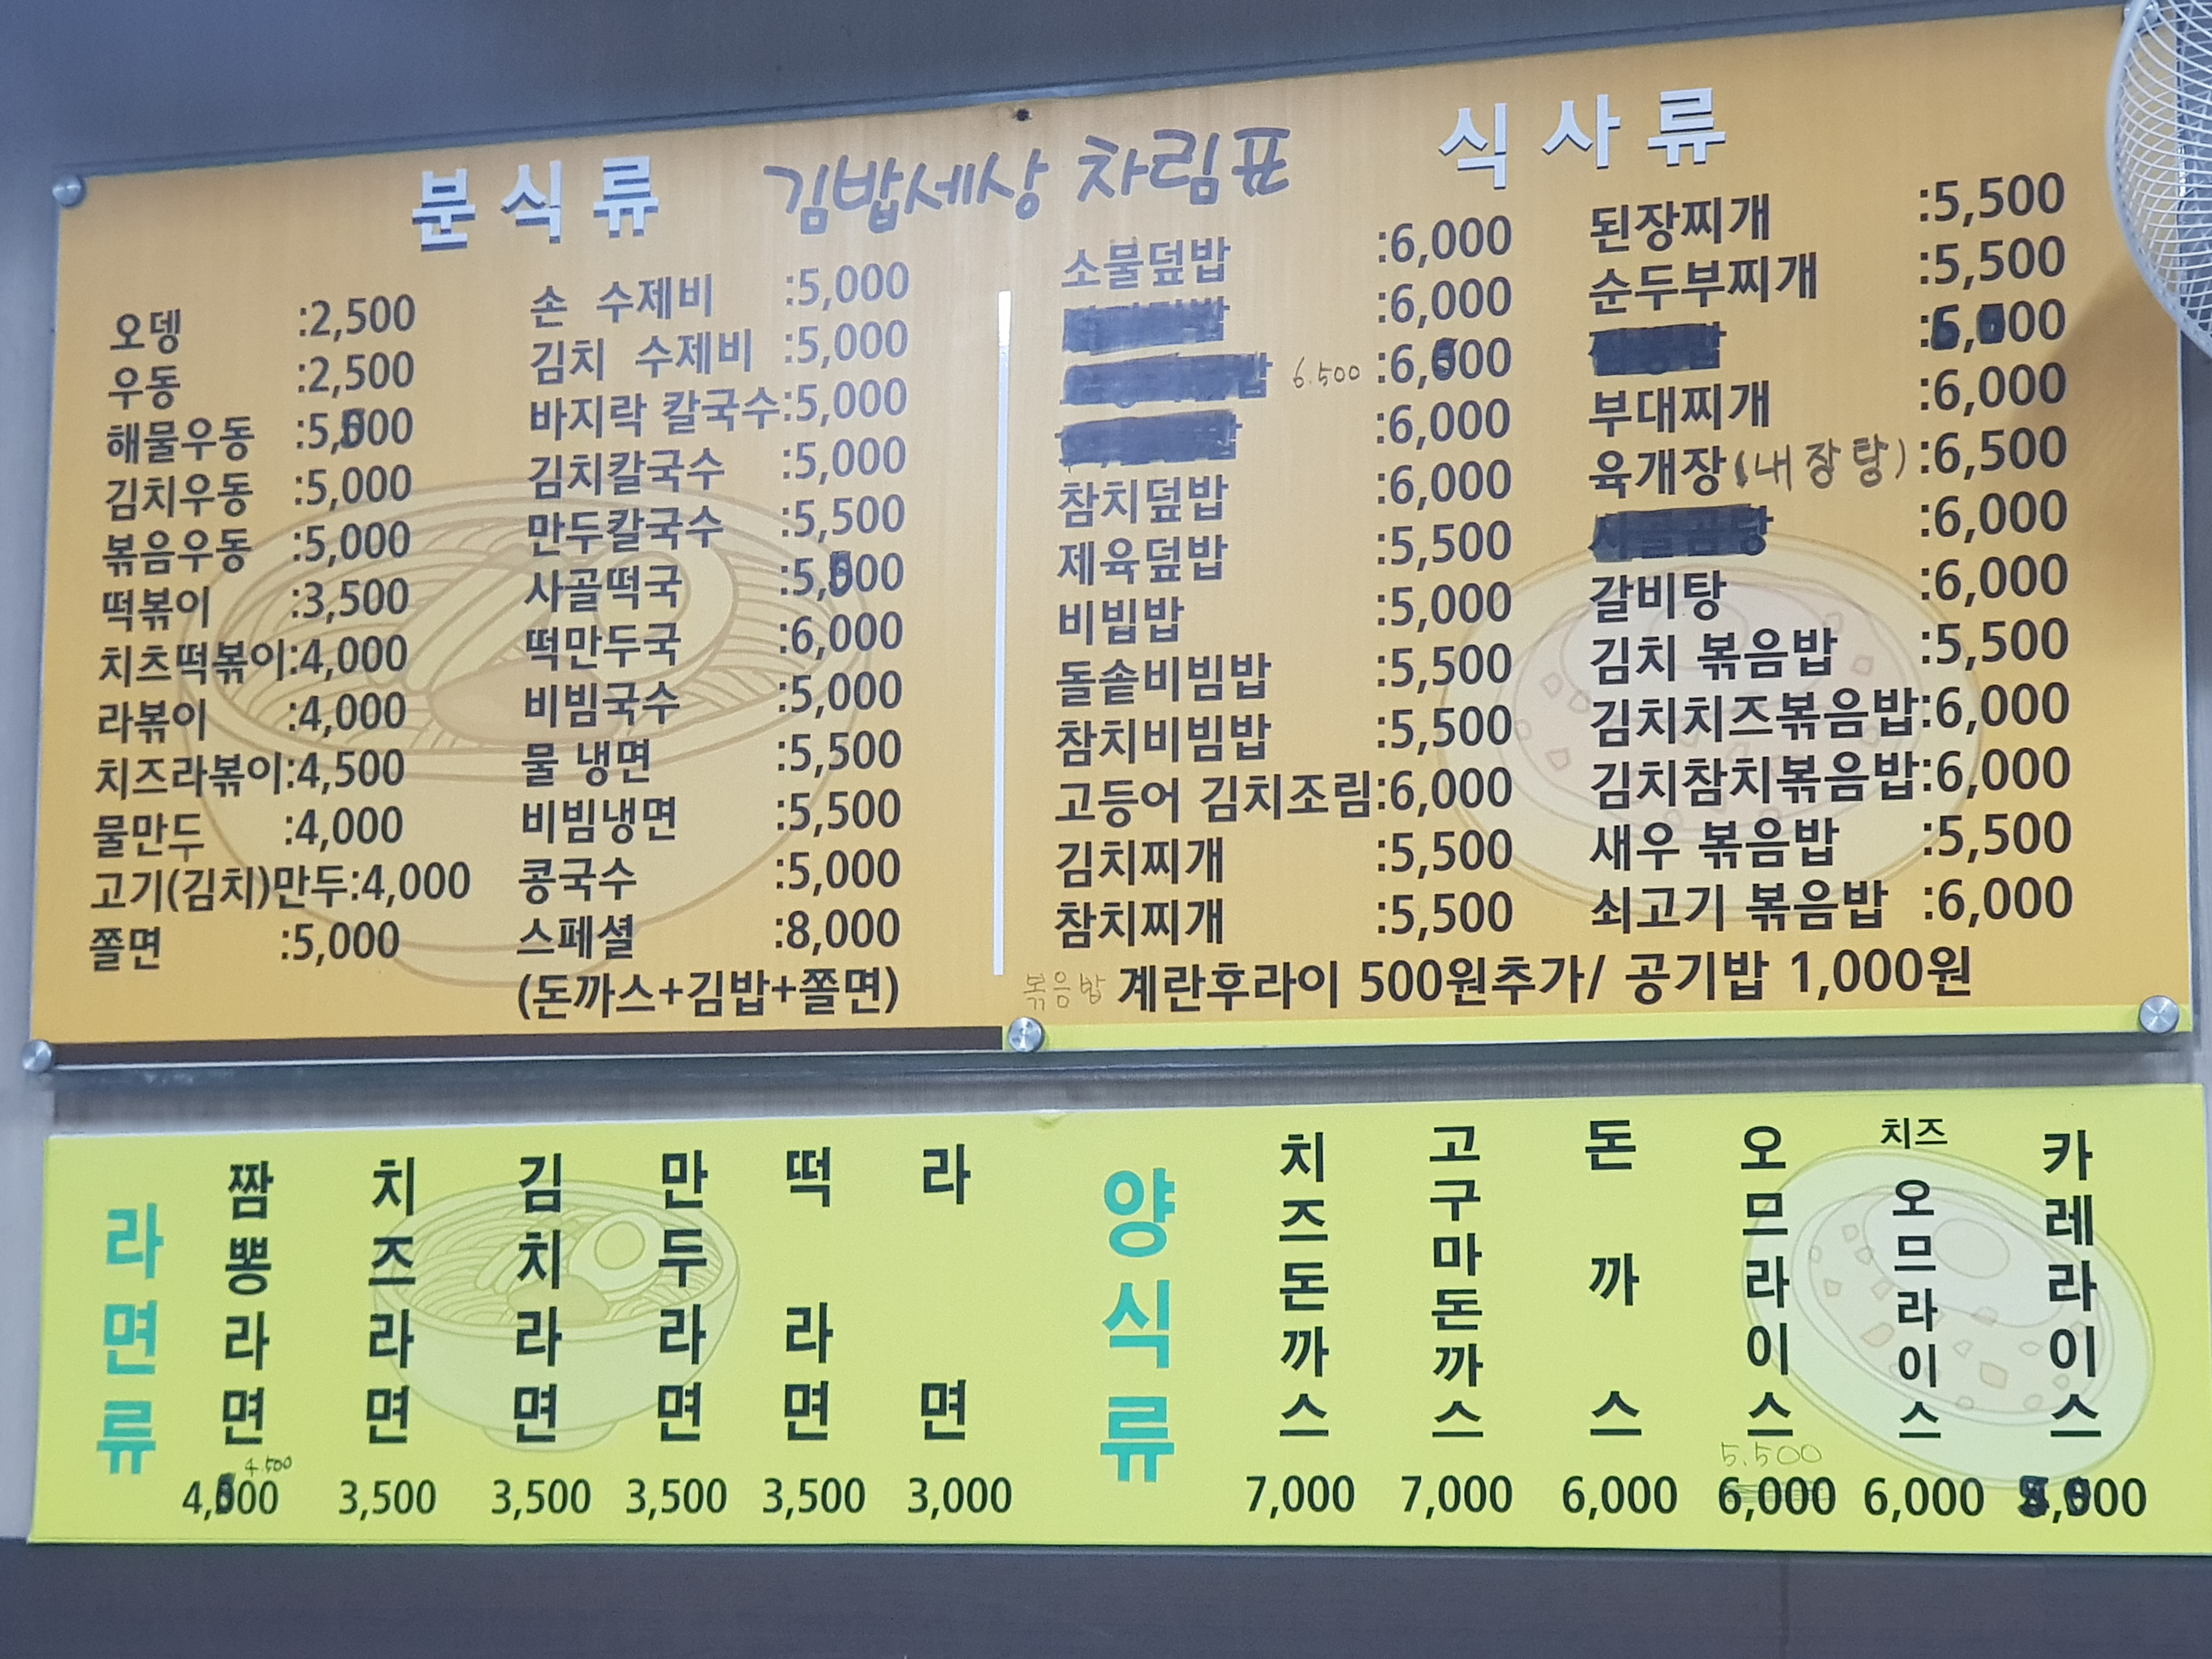 김밥세상 차림표
분식류
오뎅 :2,500
우동 :2,500
해물우동 :5,500
김치우동 :5,000
볶음우동 :5,000
떡볶이 :3,500
치츠떡볶이:4,000
라볶이 :4,000
치즈라볶이:4,500
물만두 :4,000
고기(김치)만두:4,000
쫄면 :5,000
손 수제비 :5,000
김치 수제비 :5,000
바지락 칼국수:5,000
김치칼국수 :5,000
만두칼국수 :5,500
사골떡국 :5,500
떡만두국 :6,000
비빔국수 :5,000
물 냉면 :5,500
비빔냉면 :5,500
콩국수 :5,000
스페셜 :8,000
(돈까스+김밥+쫄면)
식사류
소물덮밥 :6,000
:6,000
6.500 :6,500
:6,000
참치덮밥 :6,000
제육덮밥 :5,500
비빔밥 :5,000
돌솥비빔밥 :5,500
참치비빔밥 :5,500
고등어 김치조림:6,000
김치찌개 :5,500
참치찌개 :5,500
된장찌개 :5,500
순두부찌개 :5,500
부대찌개 :6,000
육개장(내장탕) :6,500
:6,000
갈비탕 :6,000
김치 볶음밥 :5,500
김치치즈볶음밥:6,000
김치참치볶음밥:6,000
새우 볶음밥 :5,500
쇠고기 볶음밥 :6,000
볶음밥 계란후라이 500원추가/ 공기밥 1,000원
라면류
짬뽕라면 4,500 4.500
치즈라면 3,500
김치라면 3,500
만두라면 3,500
떡라면 3,500
라면 3,000
양식류
치즈돈까스 7,000
고구마돈까스 7,000
돈까스 6,000
오므라이스 5.500 6,000
치즈오므라이스 6,000
카레라이스